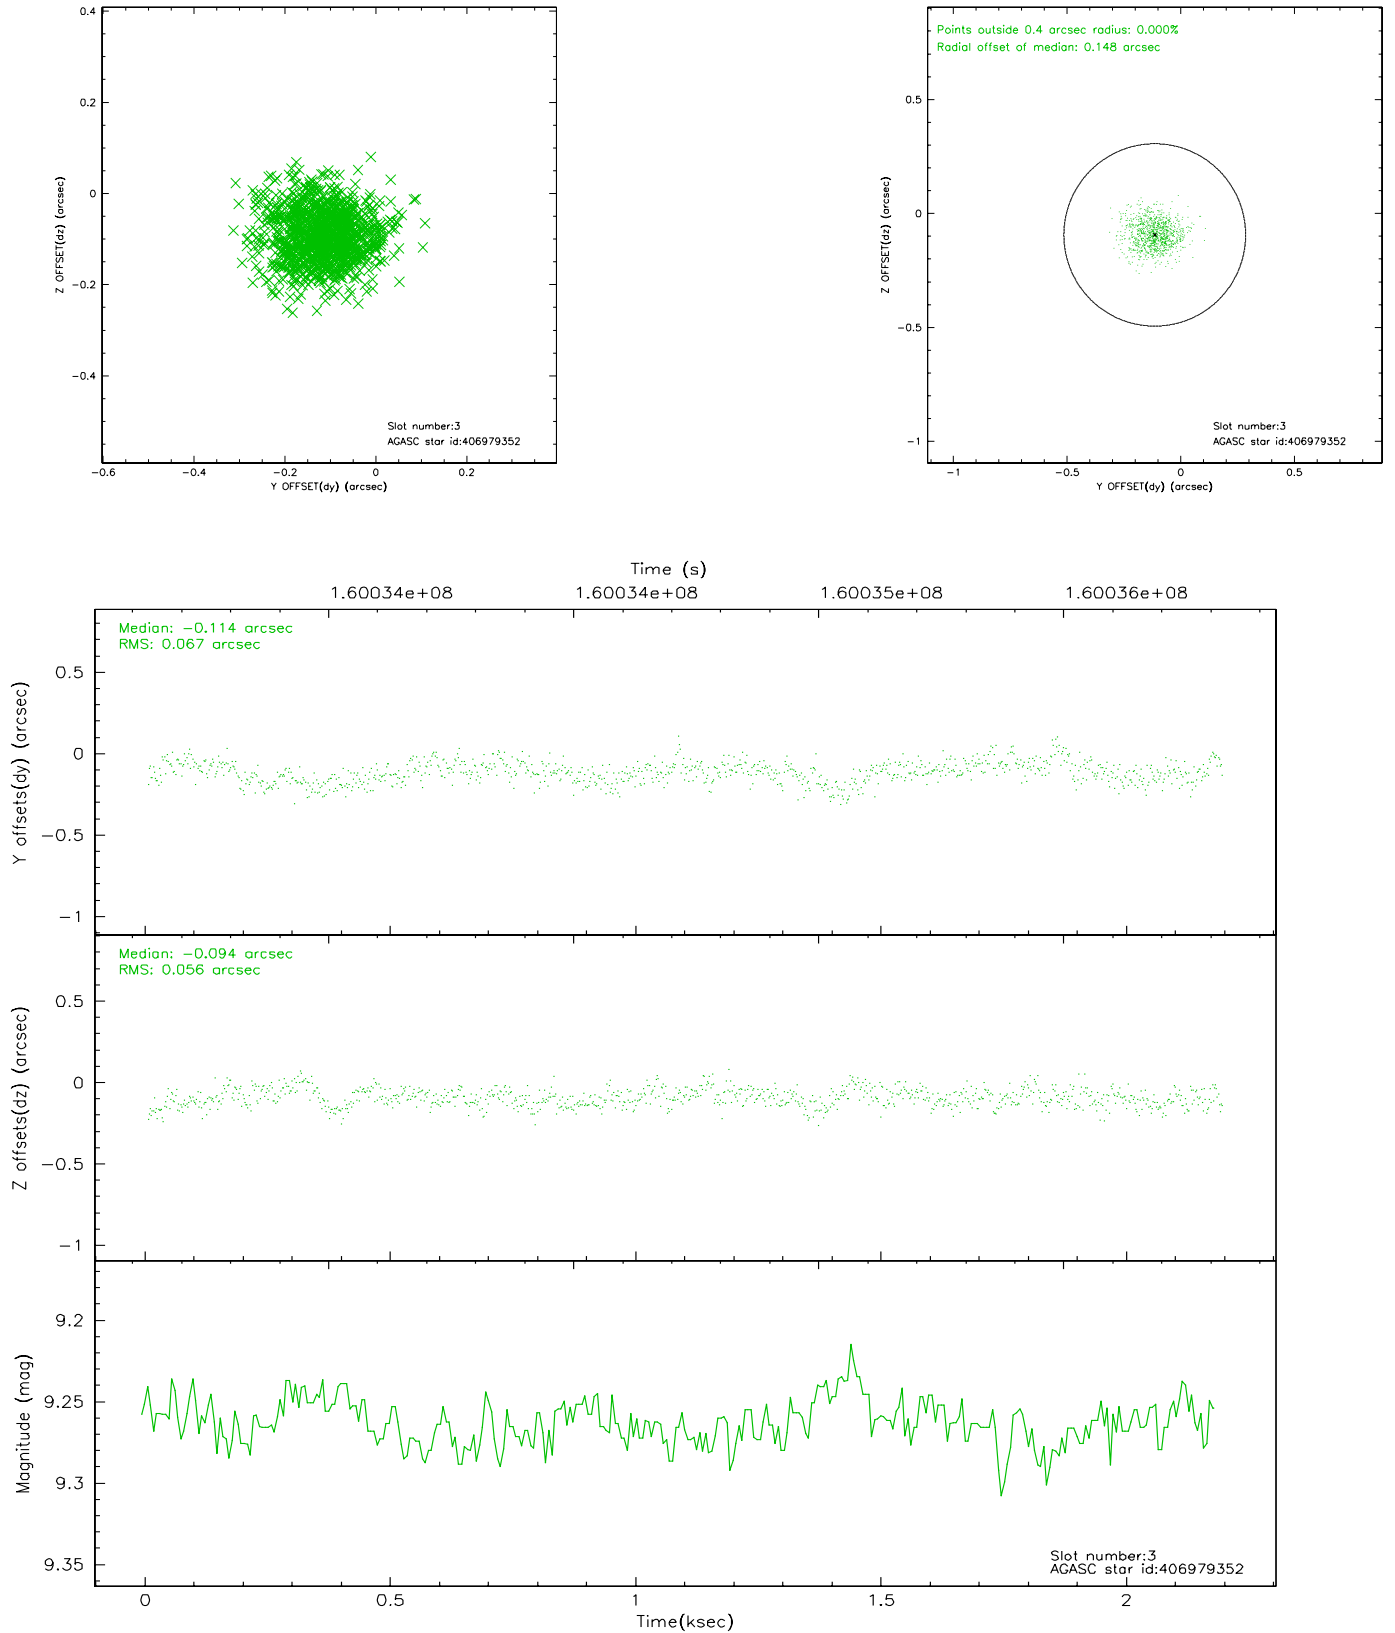 0.4
0.2
0
−0.2
−0.4
Z OFFSET(dz) (arcsec)
Slot number:3
AGASC star id:406979352
−0.6 −0.4 −0.2 0 0.2
Y OFFSET(dy) (arcsec)
Points outside 0.4 arcsec radius: 0.000%
Radial offset of median: 0.148 arcsec
0.5
0
−0.5
−1
Z OFFSET(dz) (arcsec)
Slot number:3
AGASC star id:406979352
−1 −0.5 0 0.5
Y OFFSET(dy) (arcsec)
Time (s)
1.60034e+08 1.60034e+08 1.60035e+08 1.60036e+08
Median: −0.114 arcsec
RMS: 0.067 arcsec
0.5
0
−0.5
−1
Y offsets(dy) (arcsec)
Median: −0.094 arcsec
RMS: 0.056 arcsec
0.5
0
−0.5
−1
Z offsets(dz) (arcsec)
9.2
9.25
9.3
9.35
Magnitude (mag)
Slot number:3
AGASC star id:406979352
0 0.5 1 1.5 2
Time(ksec)